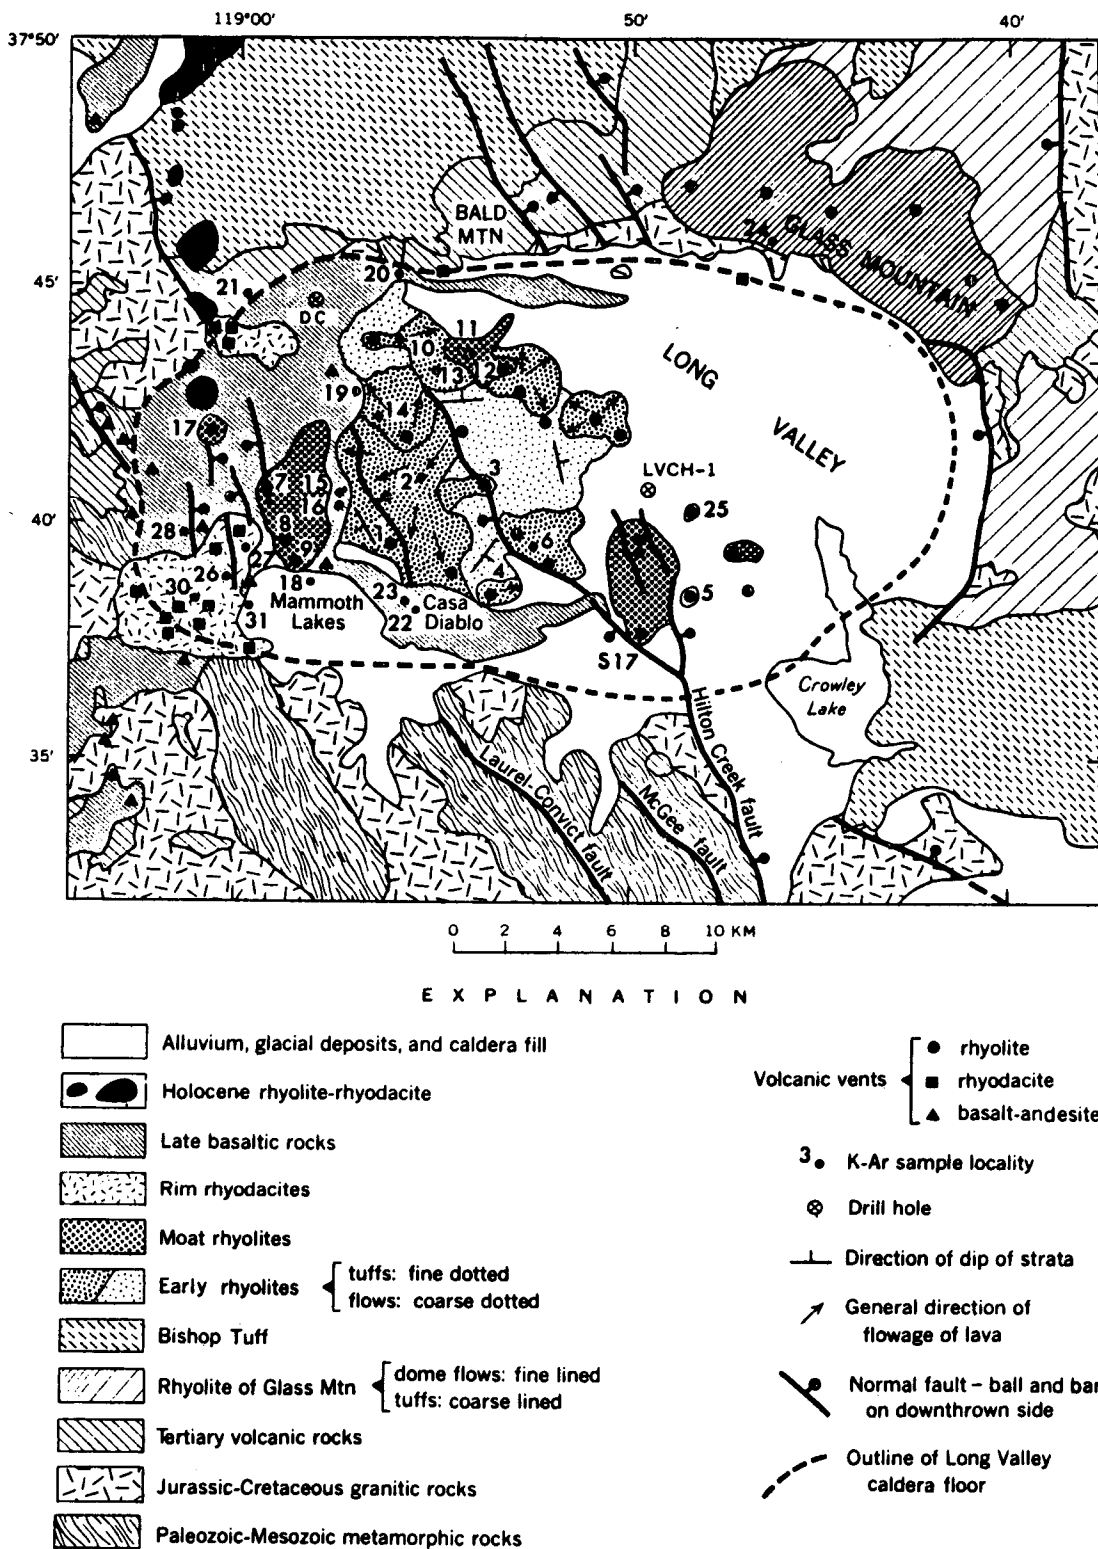 119°00'
50'
40'
37°50'
BALD
MTN
GLASS MOUNTAIN
24
20
45'
21
DC
LONG
VALLEY
11
10
12
13
19
14
17
3
2
LVCH-1
7
15
16
25
40'
28
8
1
6
9
27
26
30
18
4
5
23
Mammoth
Lakes
Casa
Diablo
31
22
S17
Crowley
Lake
Hilton Creek fault
35'
Laurel Convict fault
McGee fault
0 2 4 6 8 10 KM
EXPLANATION
Alluvium, glacial deposits, and caldera fill
Holocene rhyolite-rhyodacite
Late basaltic rocks
Rim rhyodacites
Moat rhyolites
Early rhyolites
tuffs: fine dotted
flows: coarse dotted
Bishop Tuff
Rhyolite of Glass Mtn
dome flows: fine lined
tuffs: coarse lined
Tertiary volcanic rocks
Jurassic-Cretaceous granitic rocks
Paleozoic-Mesozoic metamorphic rocks
Volcanic vents
rhyolite
rhyodacite
basalt-andesite
3
K-Ar sample locality
Drill hole
Direction of dip of strata
General direction of
flowage of lava
Normal fault - ball and bar
on downthrown side
Outline of Long Valley
caldera floor